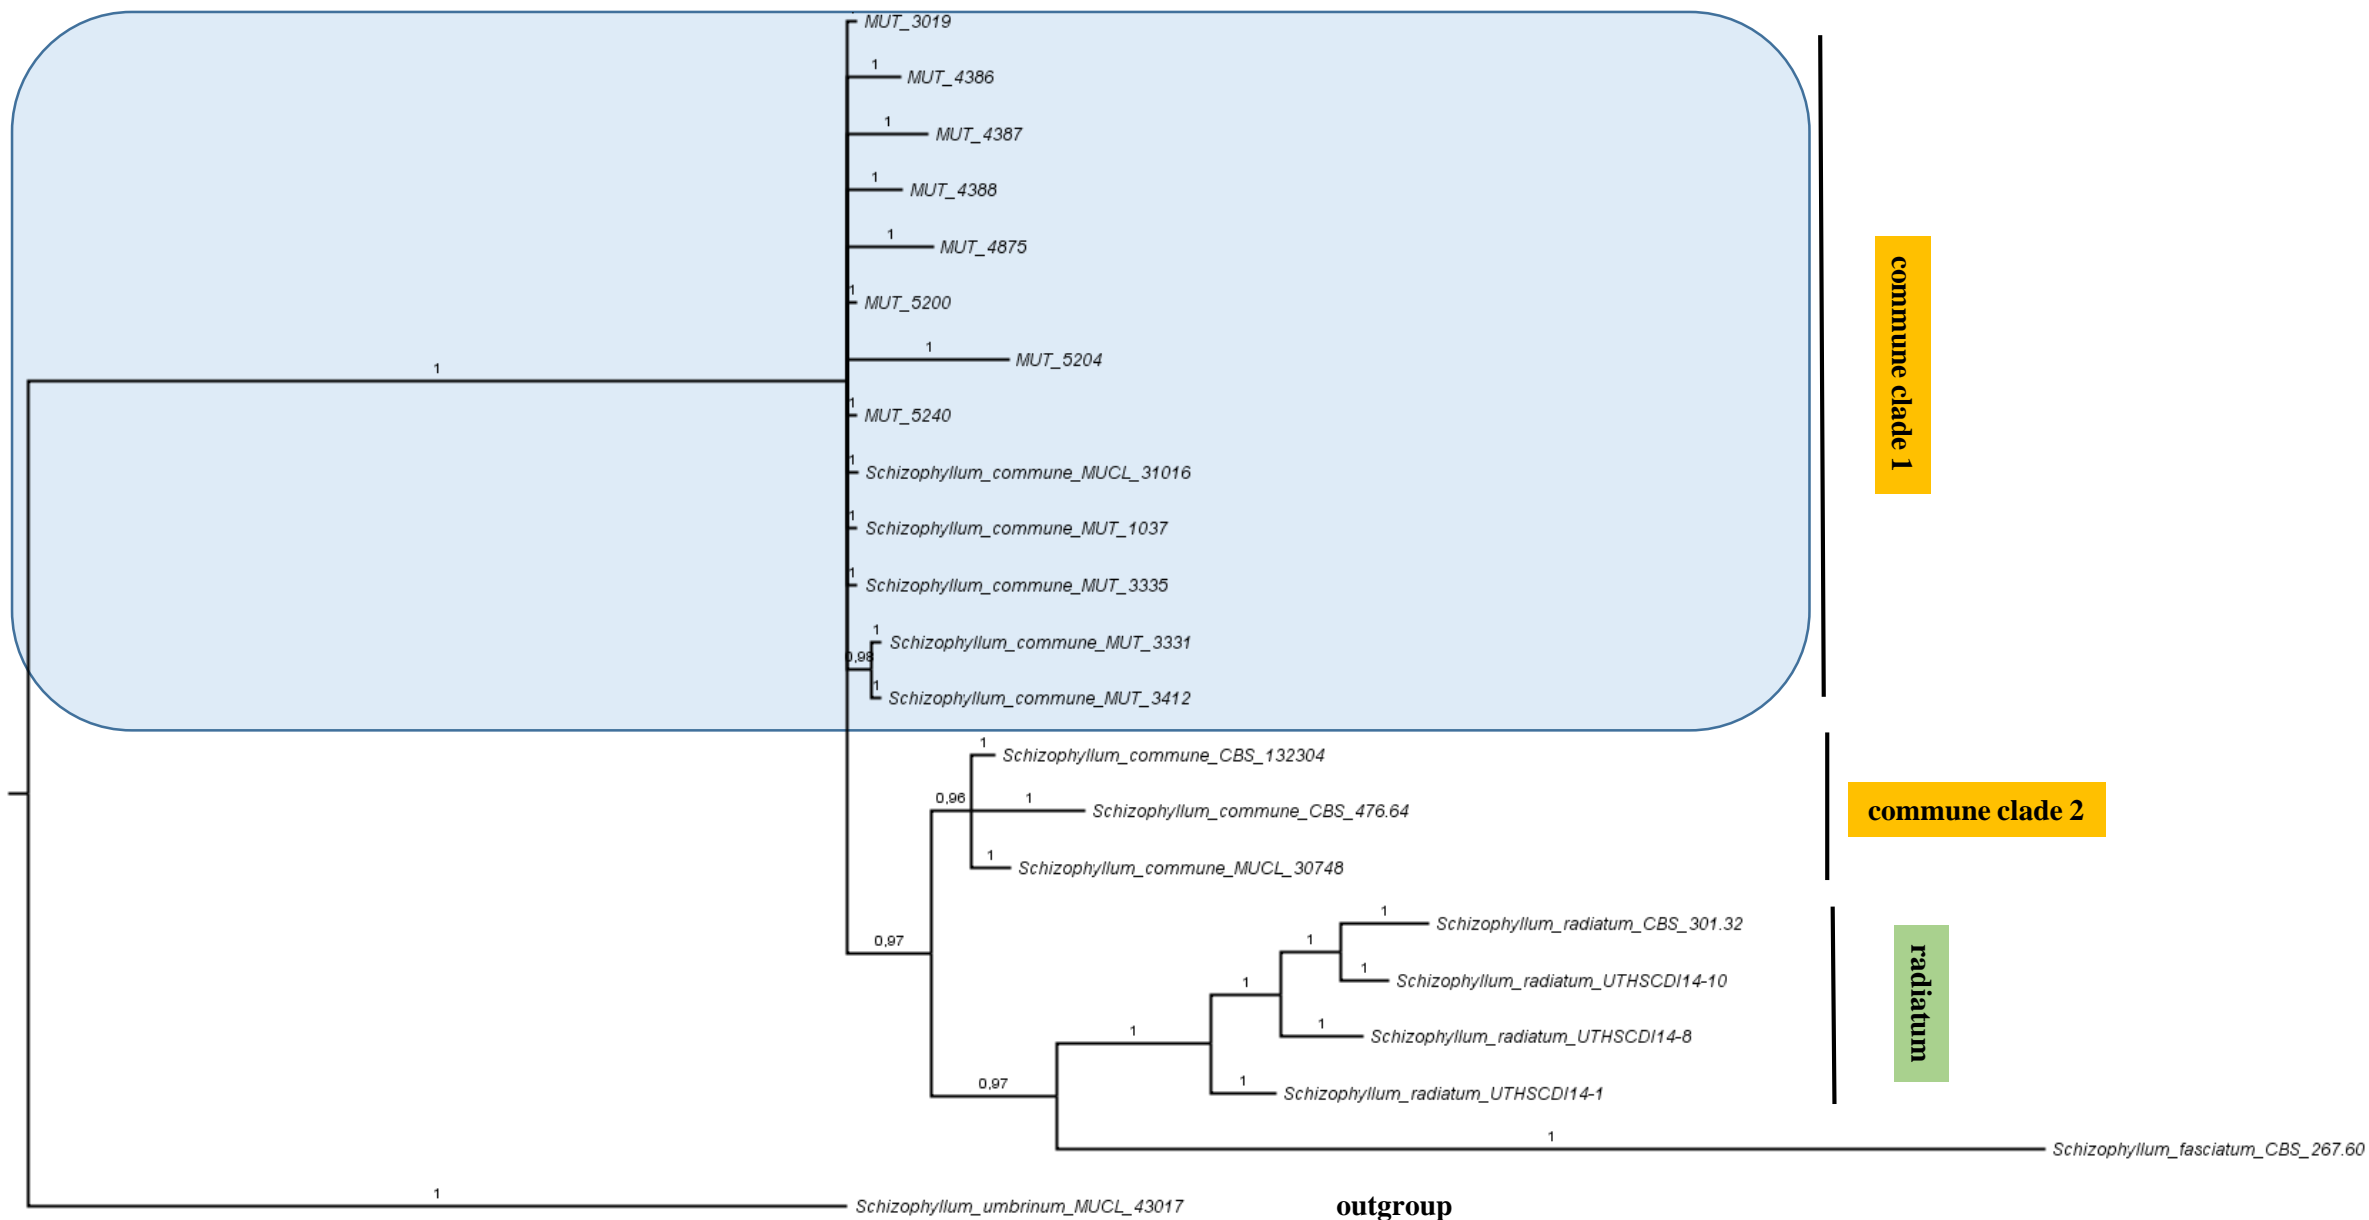 MUT_3019
1
MUT_4386
1
MUT_4387
1
MUT_4388
1
MUT_4875
1
MUT_5200
1
MUT_5204
1
1
MUT_5240
1
Schizophyllum_commune_MUCL_31016
1
Schizophyllum_commune_MUT_1037
1
Schizophyllum_commune_MUT_3335
1
Schizophyllum_commune_MUT_3331
0,98
1
Schizophyllum_commune_MUT_3412
commune clade 1
1
Schizophyllum_commune_CBS_132304
0,96
1
Schizophyllum_commune_CBS_476.64
1
Schizophyllum_commune_MUCL_30748
commune clade 2
0,97
1
Schizophyllum_radiatum_CBS_301.32
1
1
Schizophyllum_radiatum_UTHSCDI14-10
1
1
Schizophyllum_radiatum_UTHSCDI14-8
1
1
Schizophyllum_radiatum_UTHSCDI14-1
radiatum
0,97
1
Schizophyllum_fasciatum_CBS_267.60
1
Schizophyllum_umbrinum_MUCL_43017
outgroup